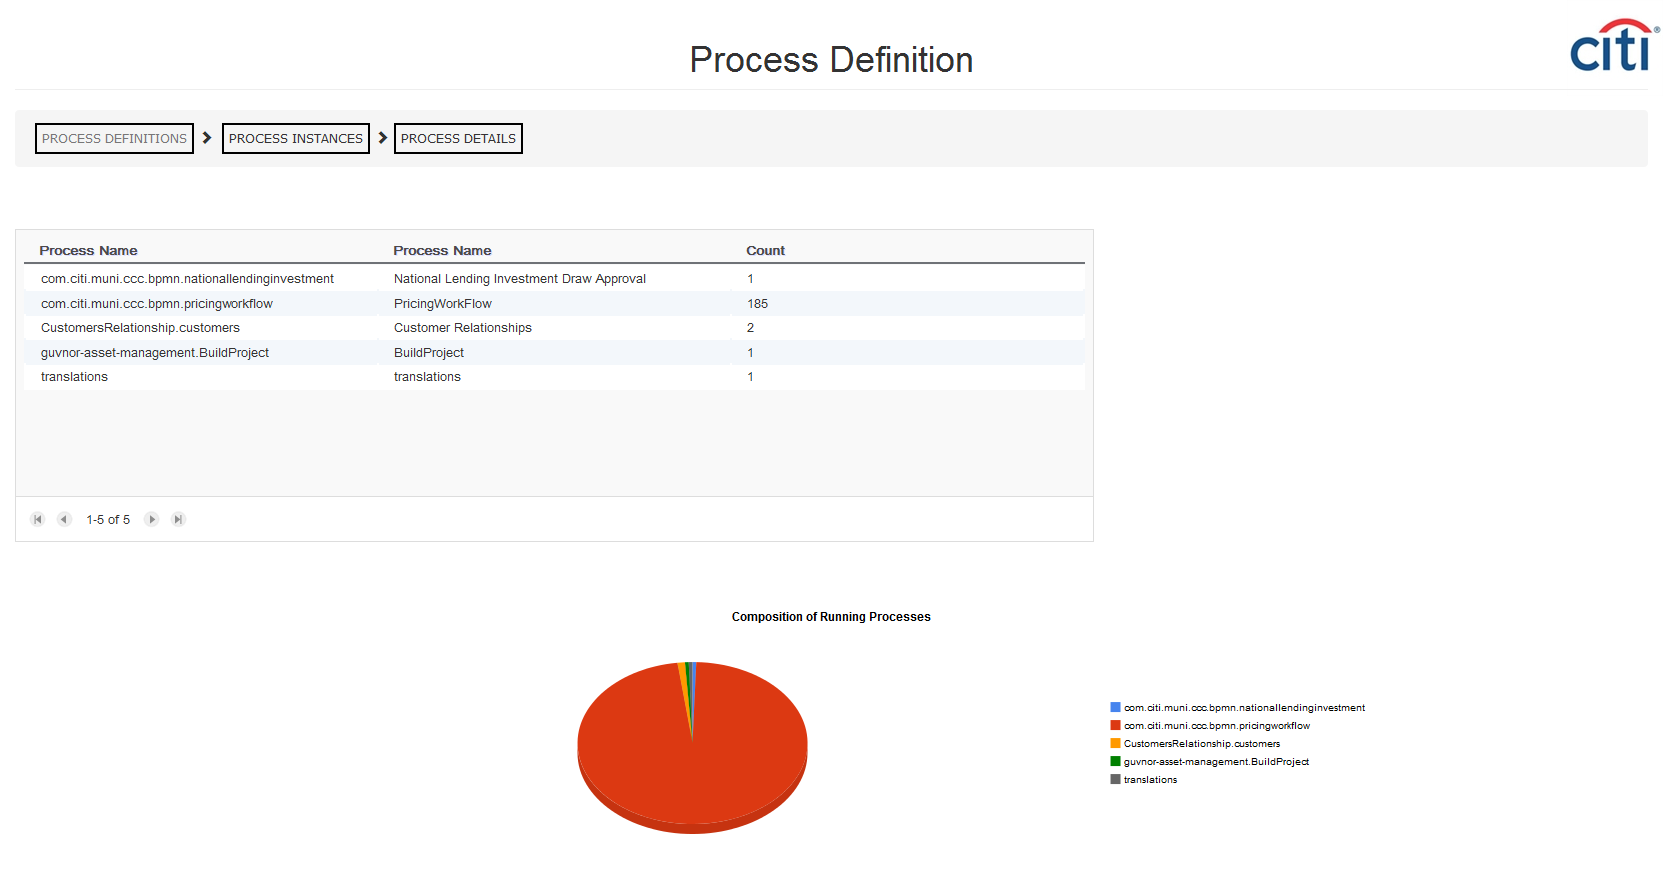 citi®
Process Definition
PROCESS DEFINITIONS PROCESS INSTANCES PROCESS DETAILS
Process Name Process Name Count
com.citi.muni.ccc.bpmn.nationallendinginvestment National Lending Investment Draw Approval 1
com.citi.muni.ccc.bpmn.pricingworkflow PricingWorkFlow 185
CustomersRelationship.customers Customer Relationships 2
guvnor-asset-management.BuildProject BuildProject 1
translations translations 1
1-5 of 5
Composition of Running Processes
com.citi.muni.ccc.bpmn.nationallendinginvestment
com.citi.muni.ccc.bpmn.pricingworkflow
CustomersRelationship.customers
guvnor-asset-management.BuildProject
translations